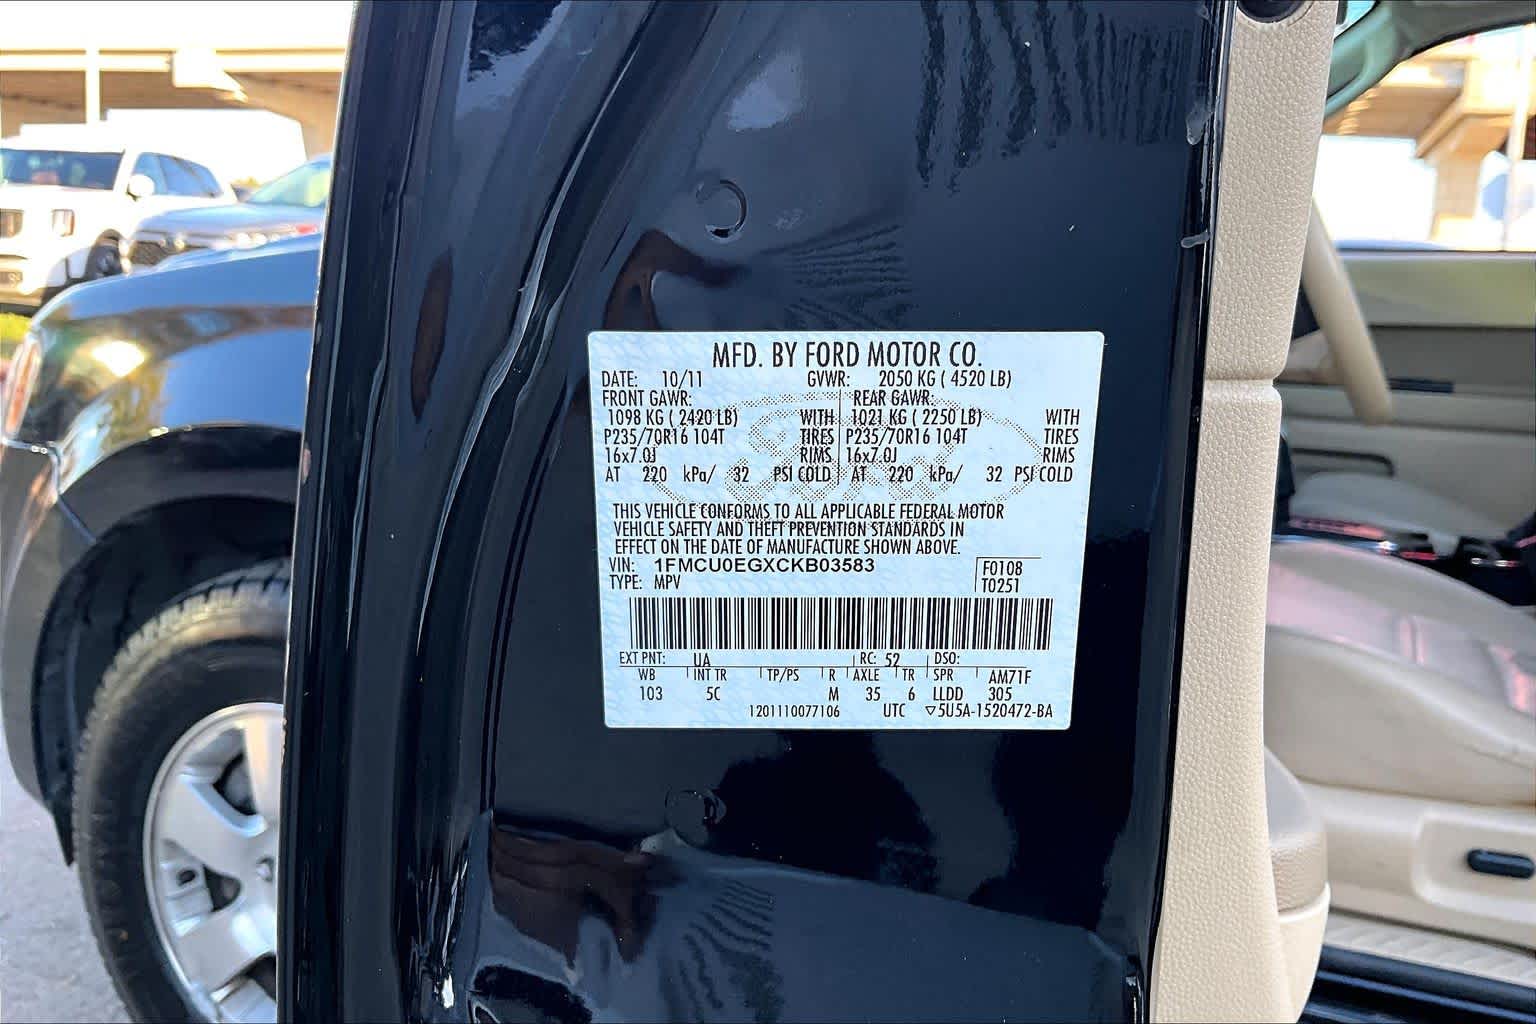 MFD. BY FORD MOTOR CO.
DATE: 10/11 GVWR: 2050 KG ( 4520 LB)
FRONT GAWR: REAR GAWR:
1098 KG ( 2420 LB) WITH 1021 KG ( 2250 LB) WITH
P235/70R16 104T TIRES P235/70R16 104T TIRES
16x7.0J RIMS 16x7.0J RIMS
AT 220 kPa/ 32 PSI COLD AT 220 kPa/ 32 PSI COLD
Ford
THIS VEHICLE CONFORMS TO ALL APPLICABLE FEDERAL MOTOR
VEHICLE SAFETY AND THEFT PREVENTION STANDARDS IN
EFFECT ON THE DATE OF MANUFACTURE SHOWN ABOVE.
VIN: 1FMCU0EGXCKB03583 F0108
TYPE: MPV T0251
EXT PNT: UA RC: 52 DSO:
WB INT TR TP/PS R AXLE TR SPR AM71F
103 5C M 35 6 LLDD 305
1201110077106 UTC ▽5U5A-1520472-BA